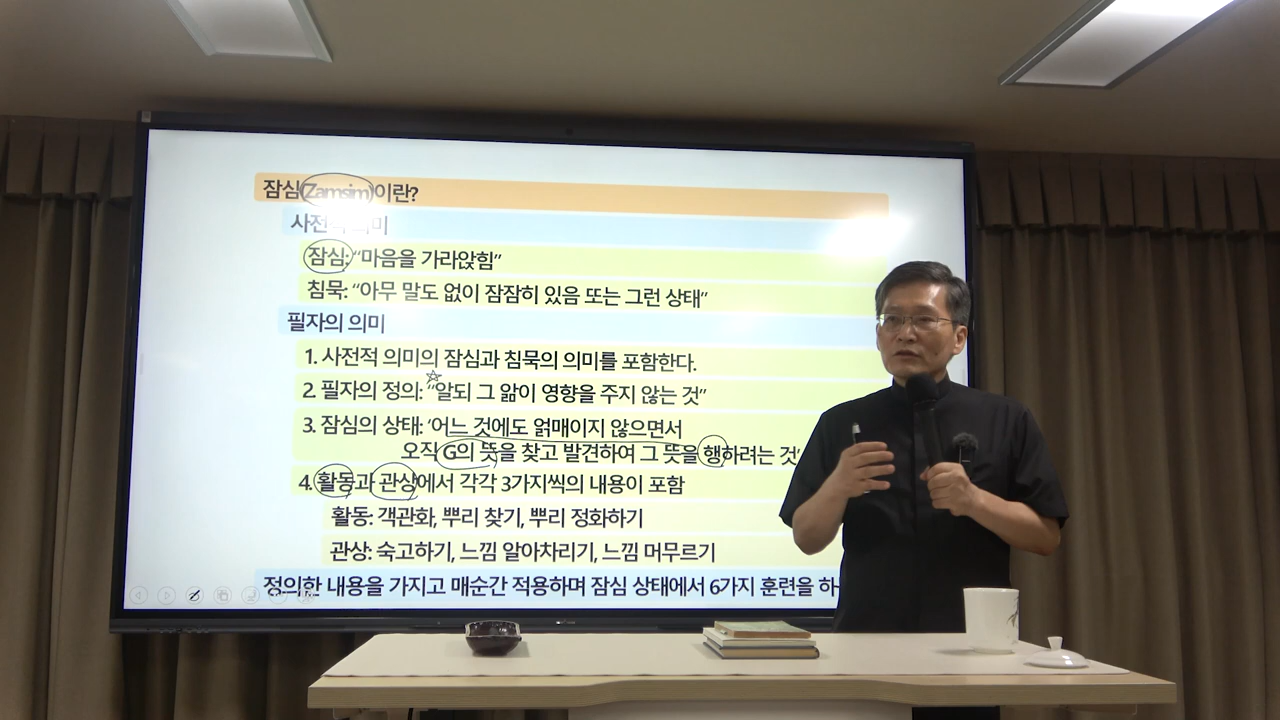 잠심(Zamsim)이란?
사전적 의미
잠심: “마음을 가라앉힘”
침묵: “아무 말도 없이 잠잠히 있음 또는 그런 상태”
필자의 의미
1. 사전적 의미의 잠심과 침묵의 의미를 포함한다.
2. 필자의 정의: “알되 그 앎이 영향을 주지 않는 것”
3. 잠심의 상태: ‘어느 것에도 얽매이지 않으면서
오직 G의 뜻을 찾고 발견하여 그 뜻을 행하려는 것’
4. 활동과 관상에서 각각 3가지씩의 내용이 포함
활동: 객관화, 뿌리 찾기, 뿌리 정화하기
관상: 숙고하기, 느낌 알아차리기, 느낌 머무르기
정의한 내용을 가지고 매순간 적용하며 잠심 상태에서 6가지 훈련을 하